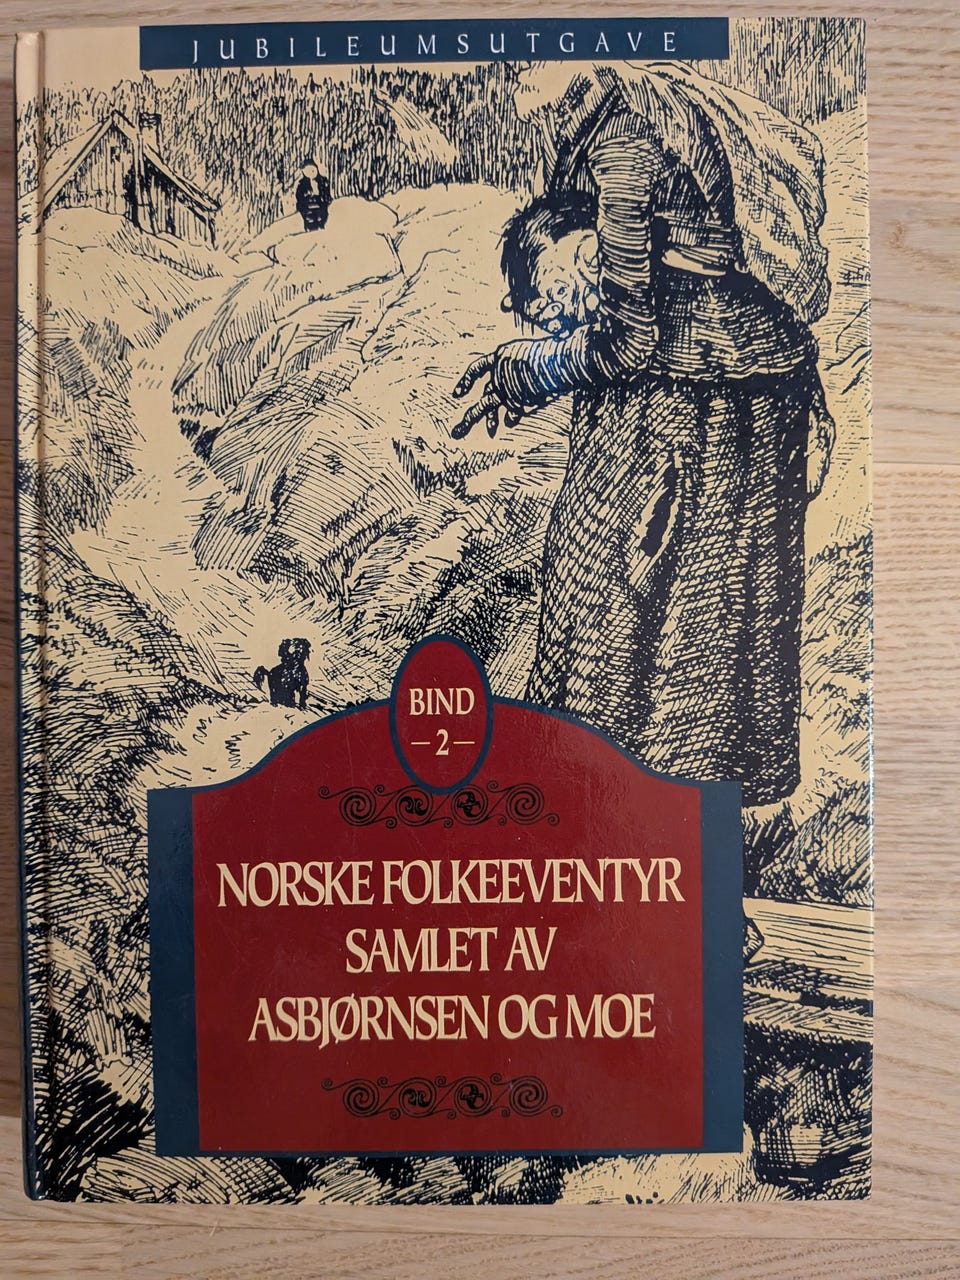 JUBILEUMSUTGAVE
BIND
–2–
NORSKE FOLKEEVENTYR
SAMLET AV
ASBJØRNSEN OG MOE